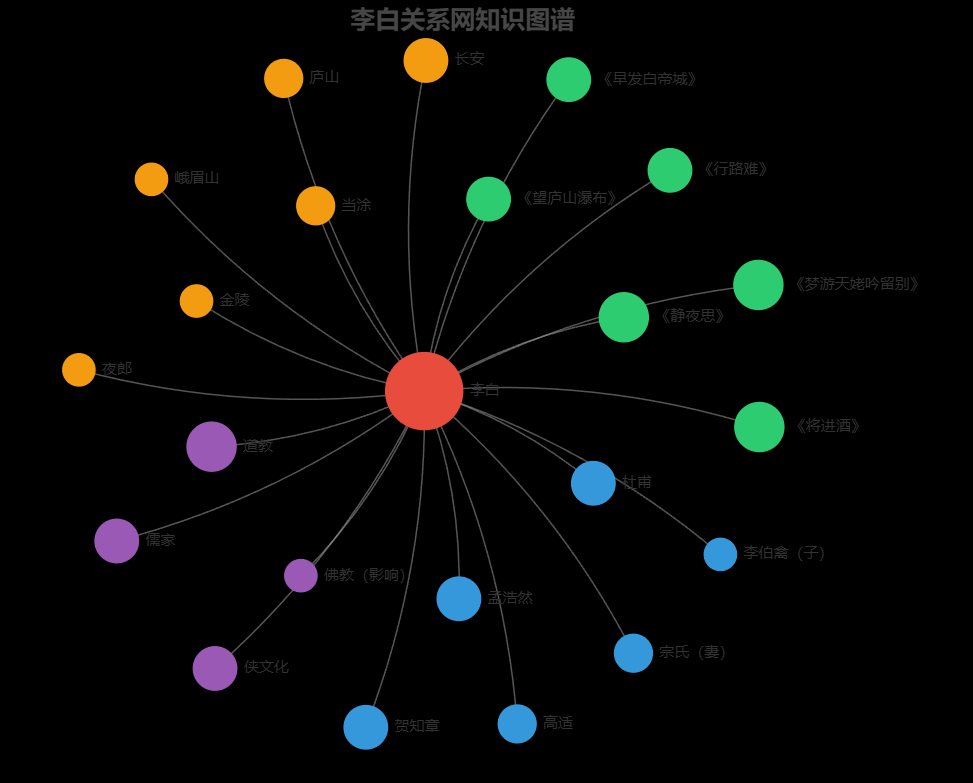 李白关系网知识图谱
长安
庐山
《早发白帝城》
《行路难》
峨眉山
当涂
《望庐山瀑布》
《梦游天姥吟留别》
金陵
《静夜思》
夜郎
李白
《将进酒》
道教
杜甫
儒家
李伯禽（子）
佛教（影响）
孟浩然
宗氏（妻）
侠文化
贺知章
高适